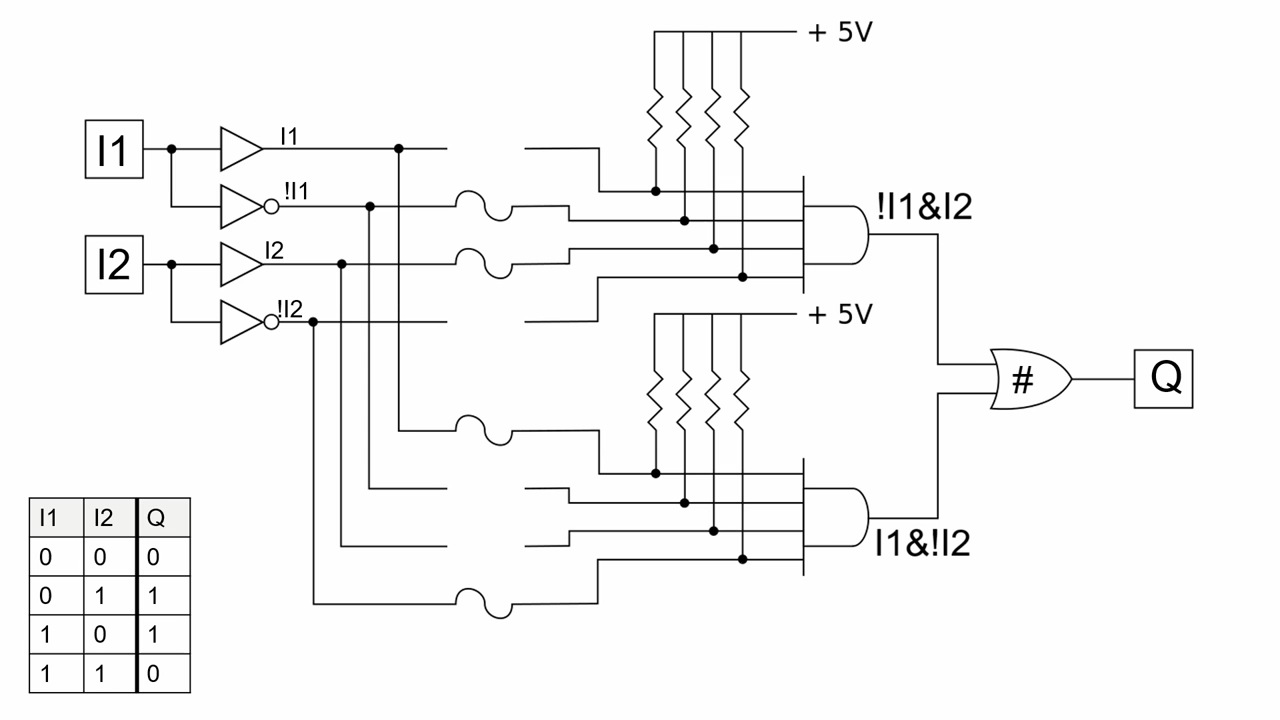 + 5V
I1
I1
!I1
!I1&I2
I2
I2
!I2
+ 5V
#
Q
I1&!I2
I1 I2 Q
0 0 0
0 1 1
1 0 1
1 1 0